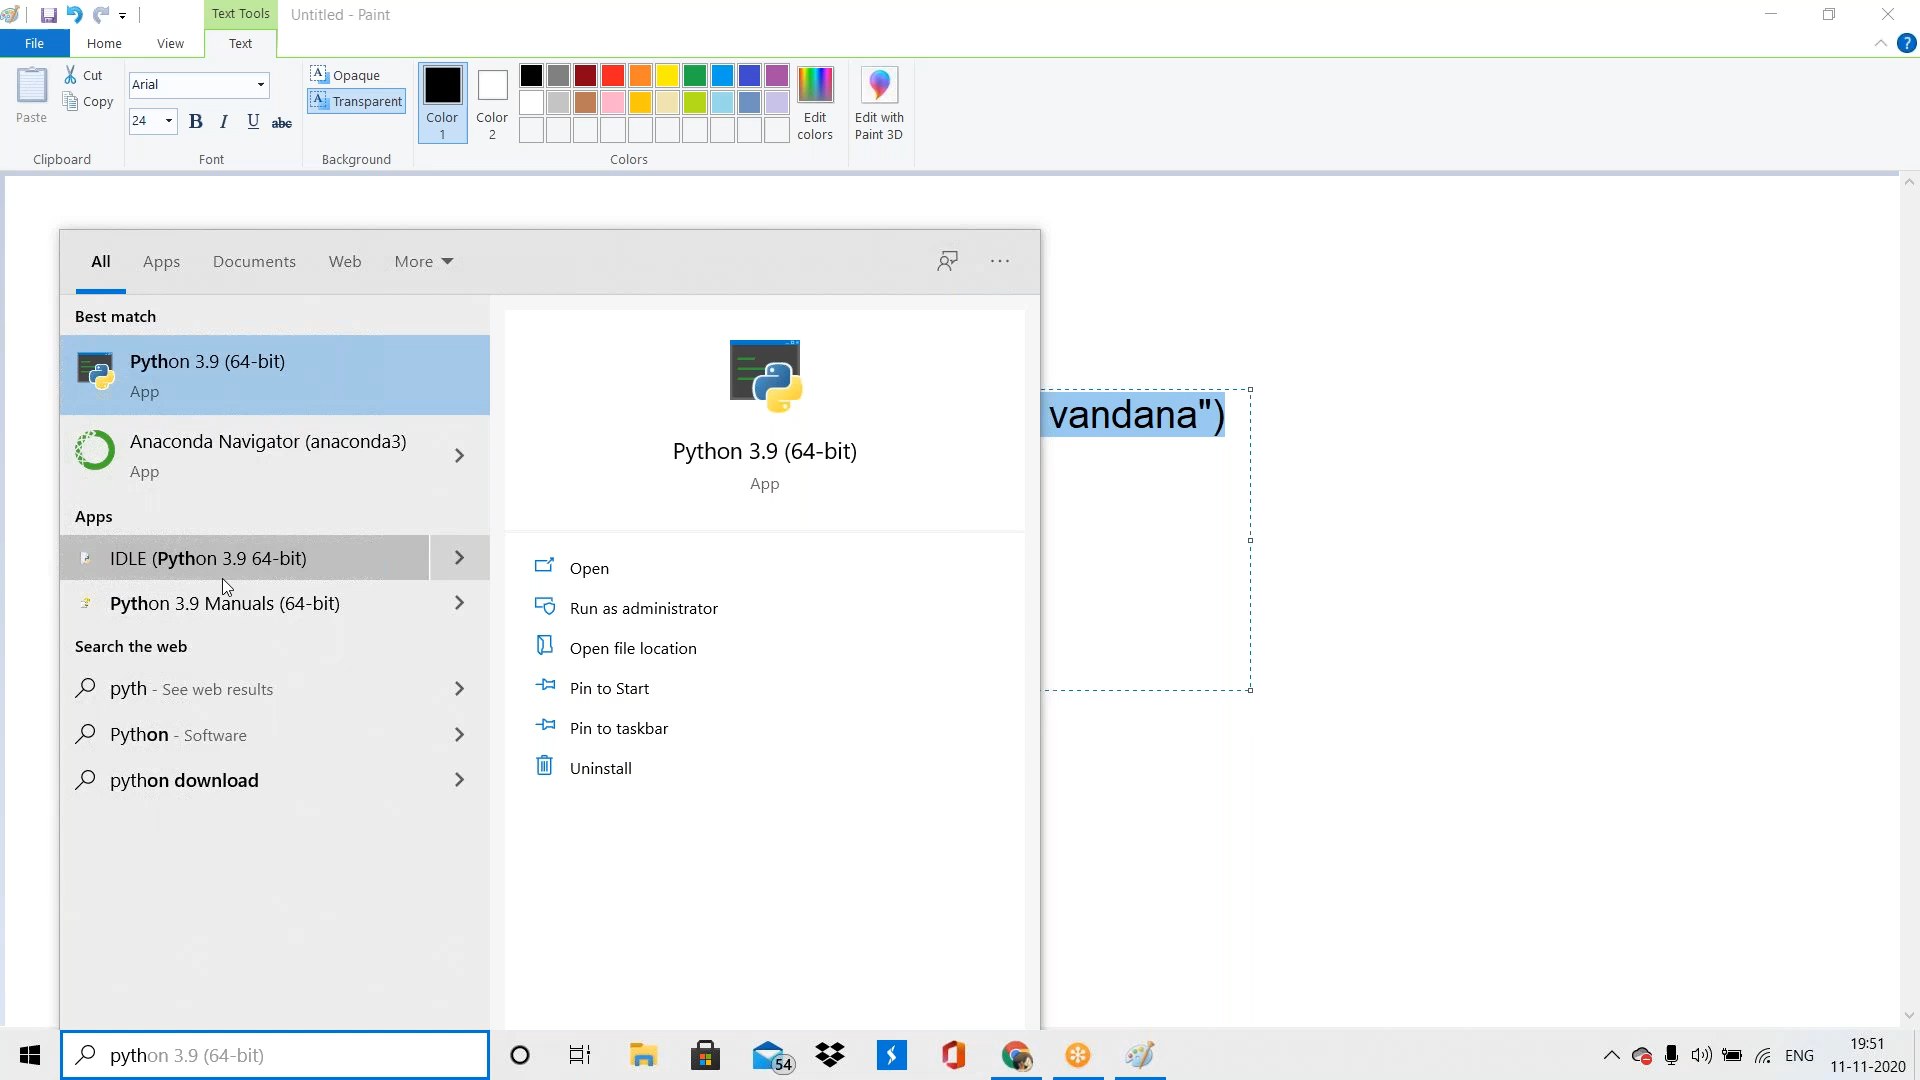 Text Tools
Untitled - Paint
File
Home
View
Text
?
Paste
Cut
Copy
Clipboard
Arial
24
B
I
U
abc
Font
A
Opaque
A
Transparent
Background
Color
1
Color
2
Colors
Edit
colors
Edit with
Paint 3D
All
Apps
Documents
Web
More
Best match
Python 3.9 (64-bit)
App
Anaconda Navigator (anaconda3)
App
Apps
IDLE (Python 3.9 64-bit)
Python 3.9 Manuals (64-bit)
Search the web
pyth - See web results
Python - Software
python download
Python 3.9 (64-bit)
App
Open
Run as administrator
Open file location
Pin to Start
Pin to taskbar
Uninstall
vandana")
python 3.9 (64-bit)
54
ENG
19:51
11-11-2020